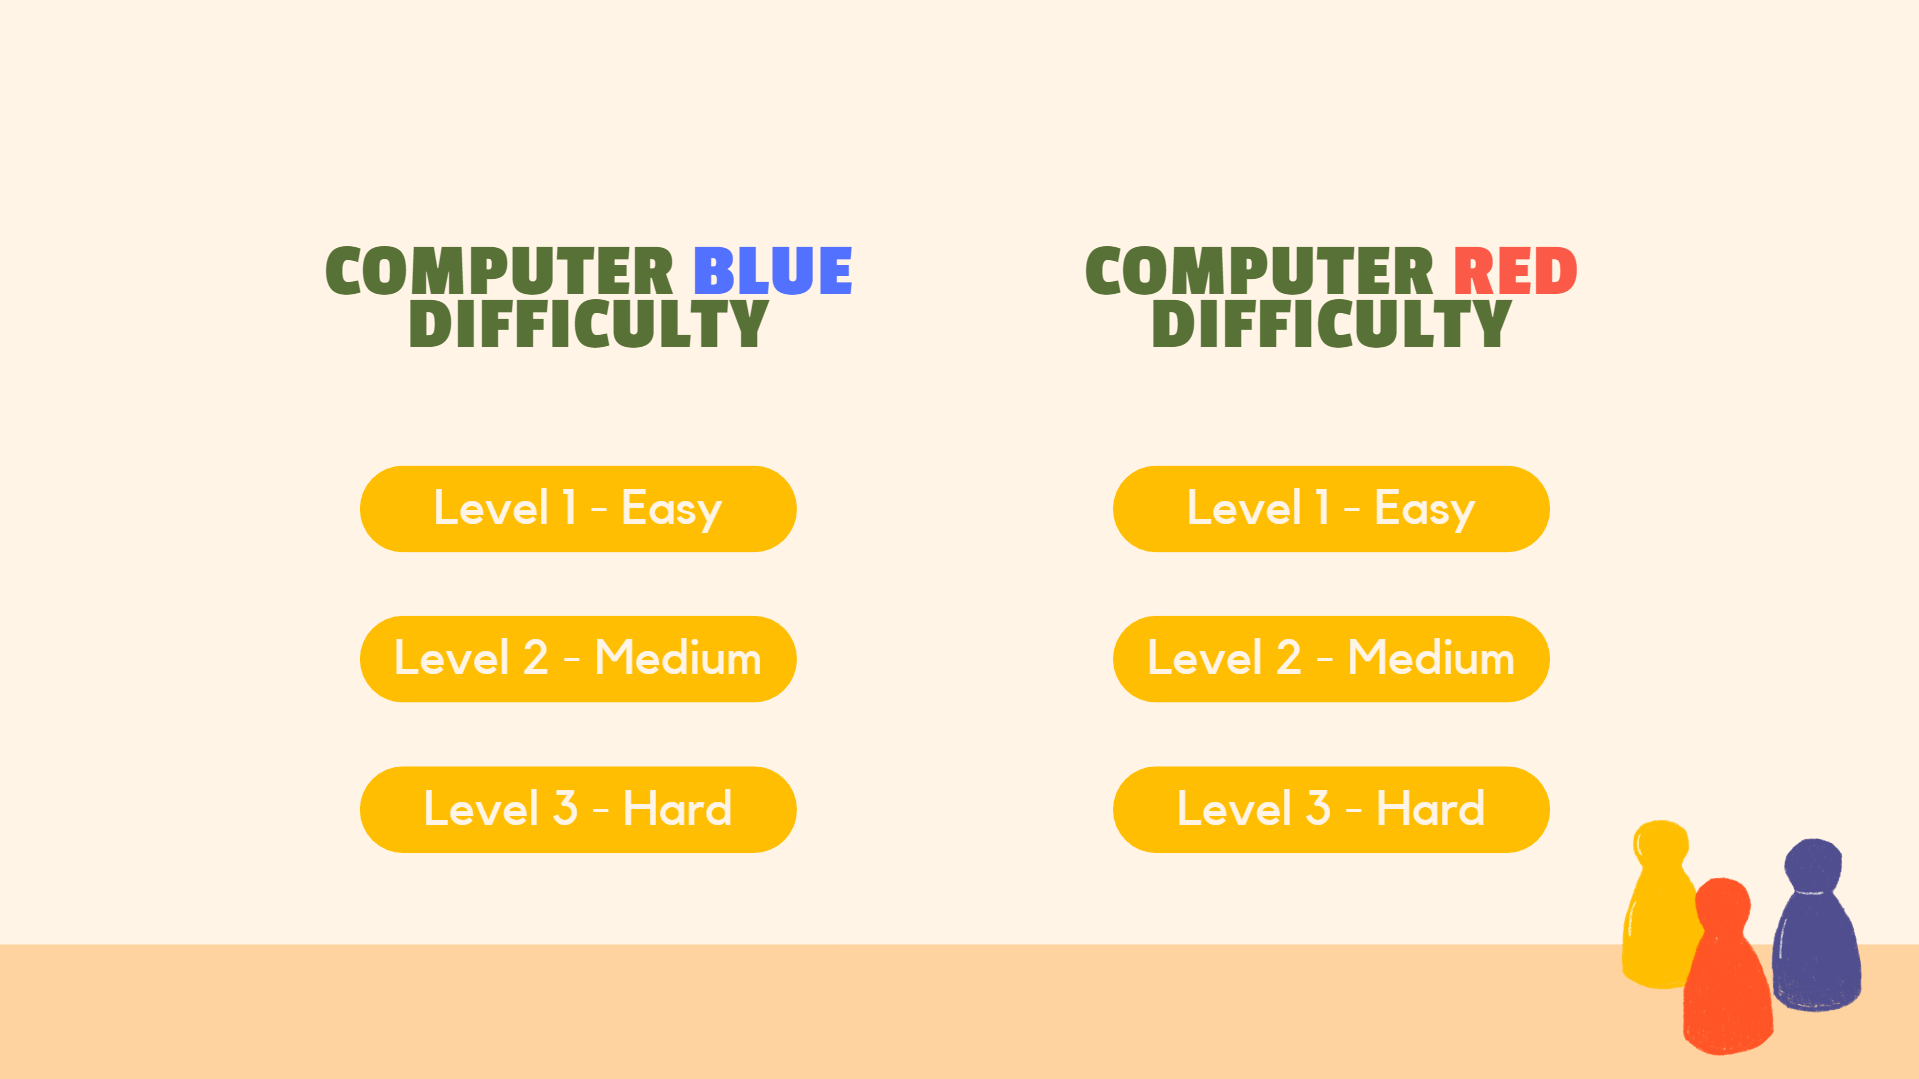 COMPUTER BLUE
DIFFICULTY
Level 1 - Easy
Level 2 - Medium
Level 3 - Hard
COMPUTER RED
DIFFICULTY
Level 1 - Easy
Level 2 - Medium
Level 3 - Hard